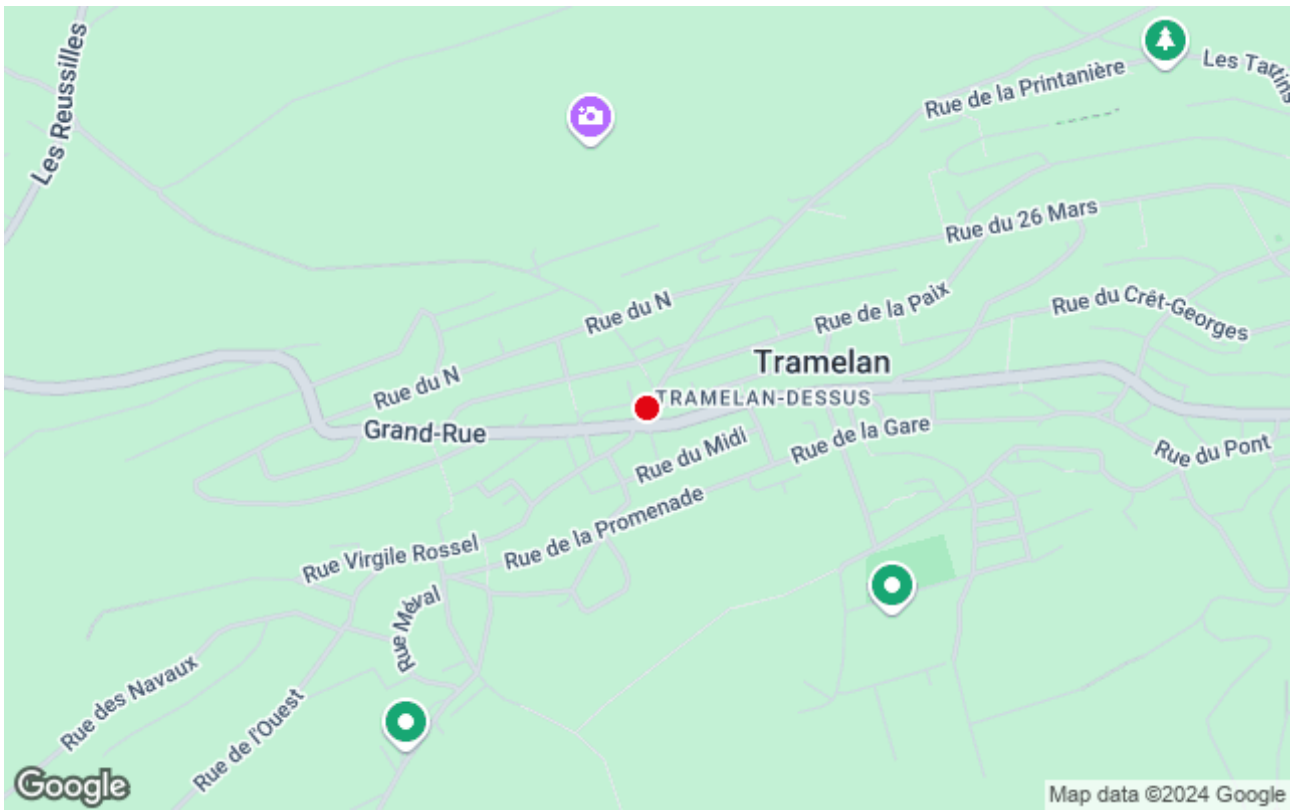 Les Reussilles
Rue de la Printanière
Les Tartins
Rue du 26 Mars
Rue du N
Rue de la Paix
Rue du Crêt-Georges
Tramelan
Rue du N
TRAMELAN-DESSUS
Grand-Rue
Rue du Midi
Rue de la Gare
Rue du Pont
Rue de la Promenade
Rue Virgile Rossel
Rue Méval
Rue des Navaux
Rue de l'Ouest
Google
Map data ©2024 Google